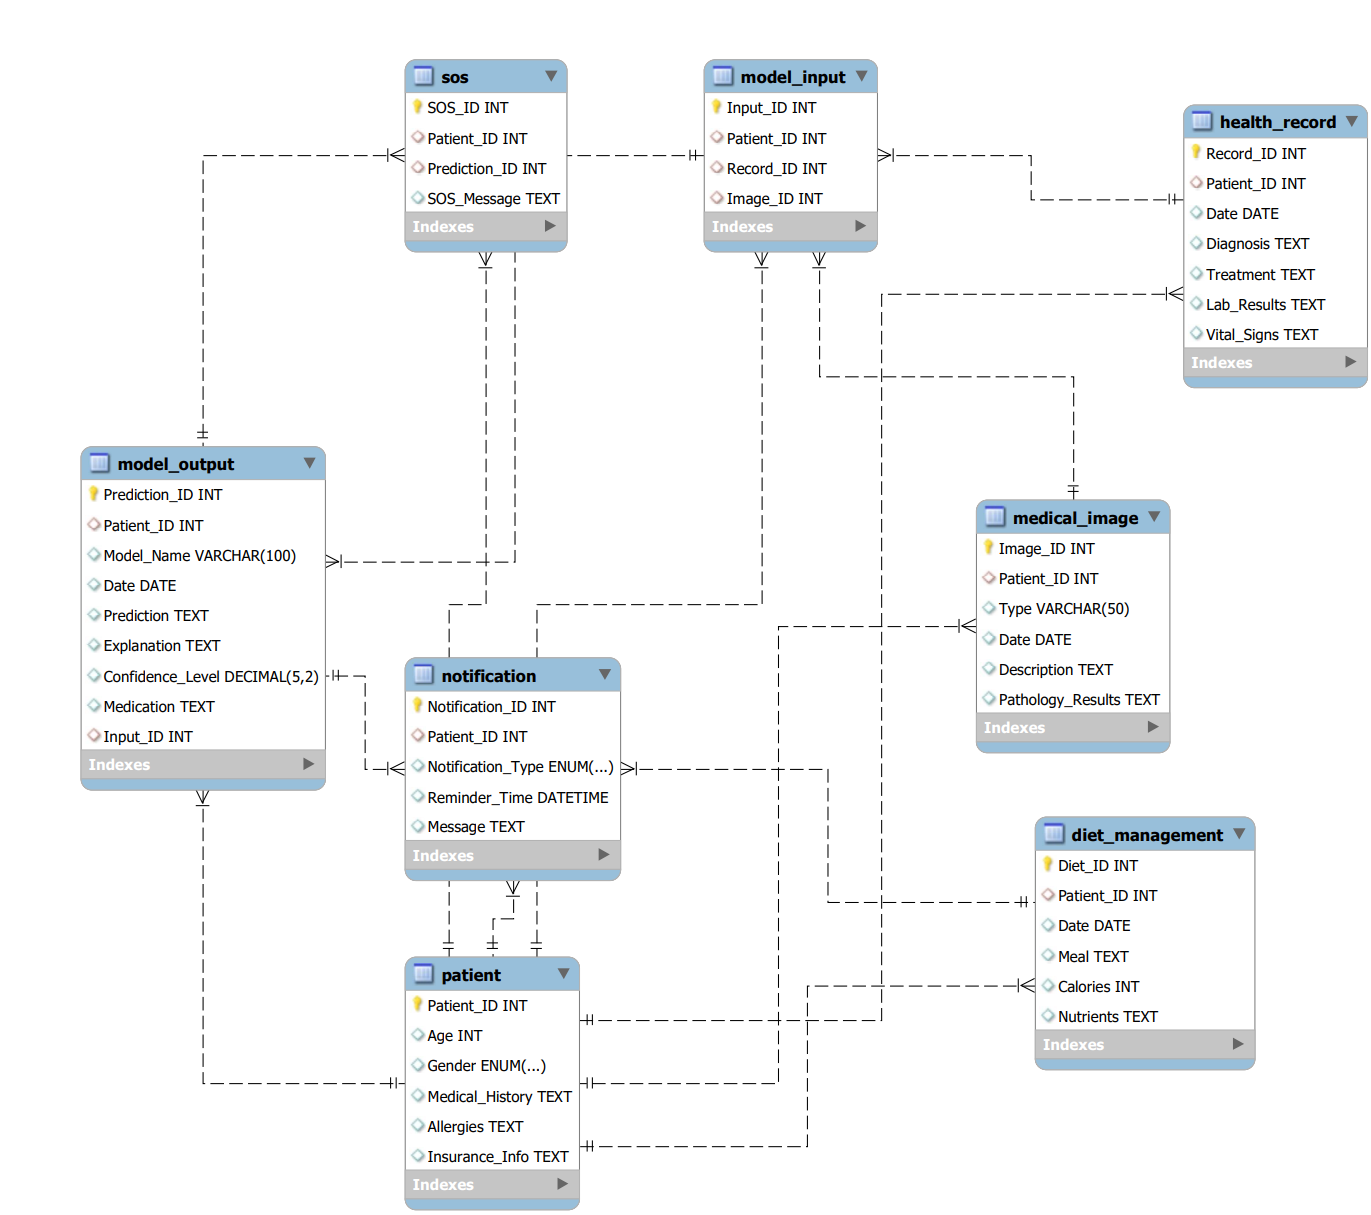 sos
SOS_ID INT
Patient_ID INT
Prediction_ID INT
SOS_Message TEXT
Indexes
model_input
Input_ID INT
Patient_ID INT
Record_ID INT
Image_ID INT
Indexes
health_record
Record_ID INT
Patient_ID INT
Date DATE
Diagnosis TEXT
Treatment TEXT
Lab_Results TEXT
Vital_Signs TEXT
Indexes
model_output
Prediction_ID INT
Patient_ID INT
Model_Name VARCHAR(100)
Date DATE
Prediction TEXT
Explanation TEXT
Confidence_Level DECIMAL(5,2)
Medication TEXT
Input_ID INT
Indexes
medical_image
Image_ID INT
Patient_ID INT
Type VARCHAR(50)
Date DATE
Description TEXT
Pathology_Results TEXT
Indexes
notification
Notification_ID INT
Patient_ID INT
Notification_Type ENUM(...)
Reminder_Time DATETIME
Message TEXT
Indexes
diet_management
Diet_ID INT
Patient_ID INT
Date DATE
Meal TEXT
Calories INT
Nutrients TEXT
Indexes
patient
Patient_ID INT
Age INT
Gender ENUM(...)
Medical_History TEXT
Allergies TEXT
Insurance_Info TEXT
Indexes